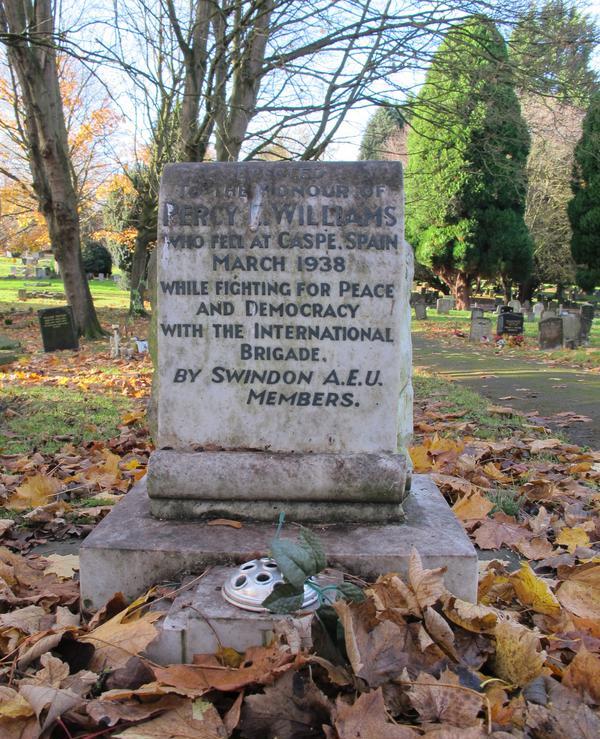 TO THE HONOUR OF
WILLIAMS
WHO FELL AT CASPE, SPAIN
MARCH 1938
WHILE FIGHTING FOR PEACE
AND DEMOCRACY
WITH THE INTERNATIONAL
BRIGADE.
BY SWINDON A.E.U.
MEMBERS.